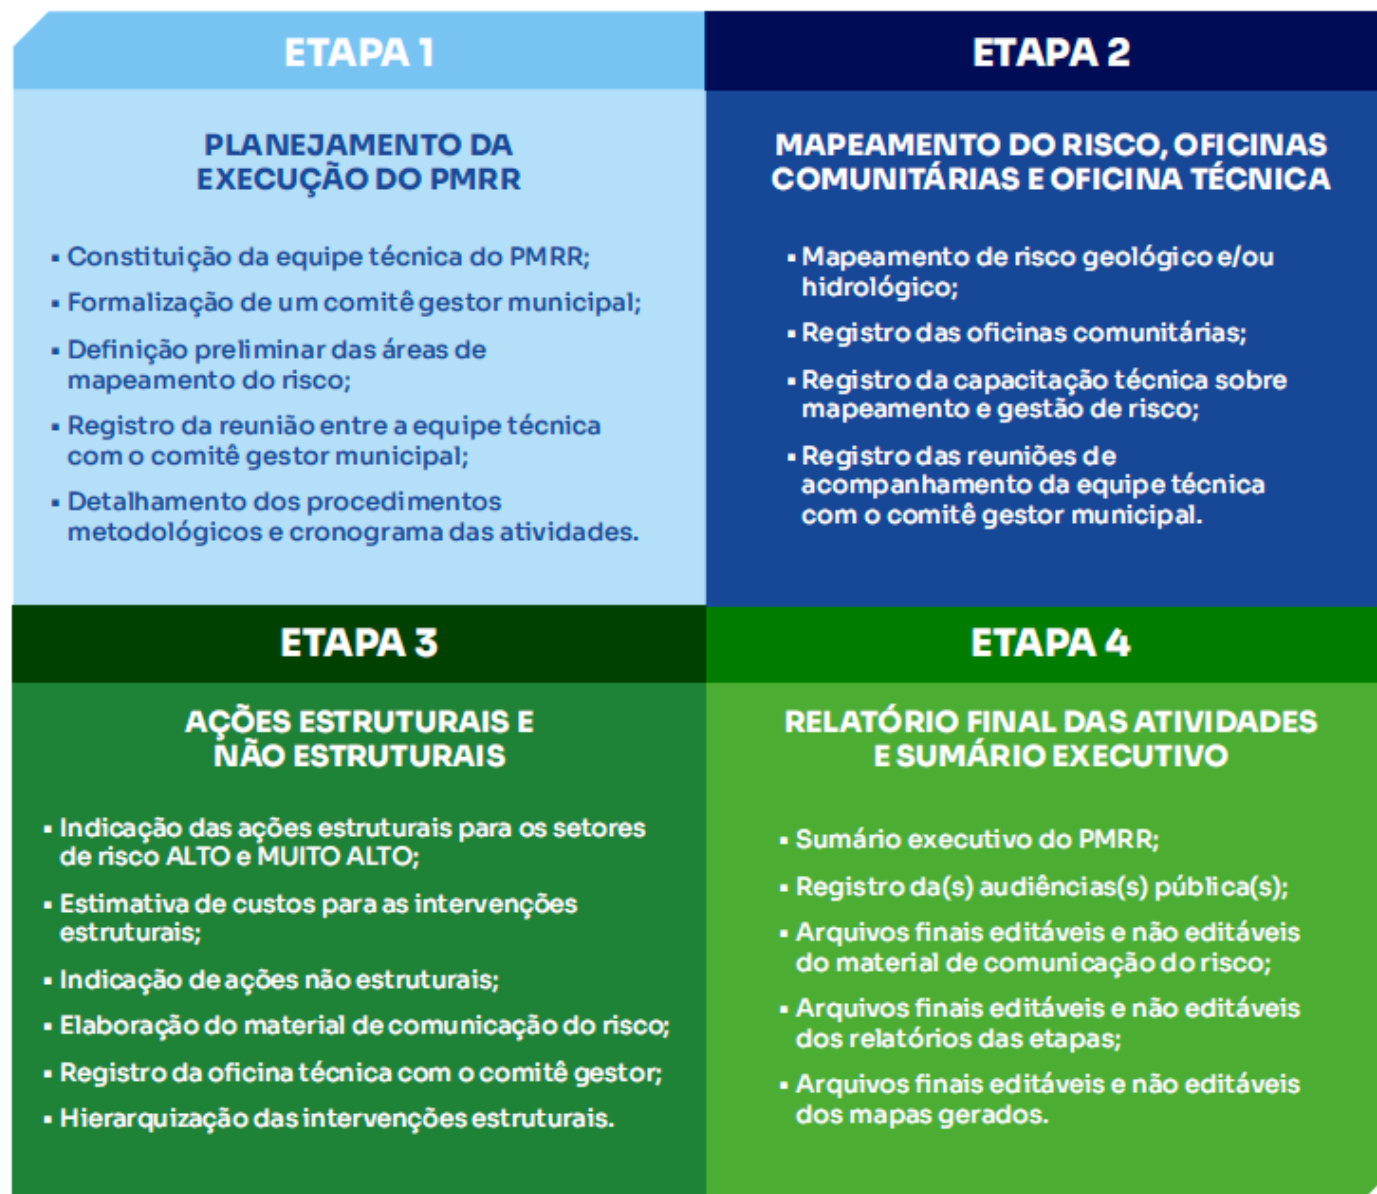 ETAPA 1
PLANEJAMENTO DA
EXECUÇÃO DO PMRR
▪ Constituição da equipe técnica do PMRR;
▪ Formalização de um comitê gestor municipal;
▪ Definição preliminar das áreas de
mapeamento do risco;
▪ Registro da reunião entre a equipe técnica
com o comitê gestor municipal;
▪ Detalhamento dos procedimentos
metodológicos e cronograma das atividades.
ETAPA 2
MAPEAMENTO DO RISCO, OFICINAS
COMUNITÁRIAS E OFICINA TÉCNICA
▪ Mapeamento de risco geológico e/ou
hidrológico;
▪ Registro das oficinas comunitárias;
▪ Registro da capacitação técnica sobre
mapeamento e gestão de risco;
▪ Registro das reuniões de
acompanhamento da equipe técnica
com o comitê gestor municipal.
ETAPA 3
AÇÕES ESTRUTURAIS E
NÃO ESTRUTURAIS
▪ Indicação das ações estruturais para os setores
de risco ALTO e MUITO ALTO;
▪ Estimativa de custos para as intervenções
estruturais;
▪ Indicação de ações não estruturais;
▪ Elaboração do material de comunicação do risco;
▪ Registro da oficina técnica com o comitê gestor;
▪ Hierarquização das intervenções estruturais.
ETAPA 4
RELATÓRIO FINAL DAS ATIVIDADES
E SUMÁRIO EXECUTIVO
▪ Sumário executivo do PMRR;
▪ Registro da(s) audiências(s) pública(s);
▪ Arquivos finais editáveis e não editáveis
do material de comunicação do risco;
▪ Arquivos finais editáveis e não editáveis
dos relatórios das etapas;
▪ Arquivos finais editáveis e não editáveis
dos mapas gerados.